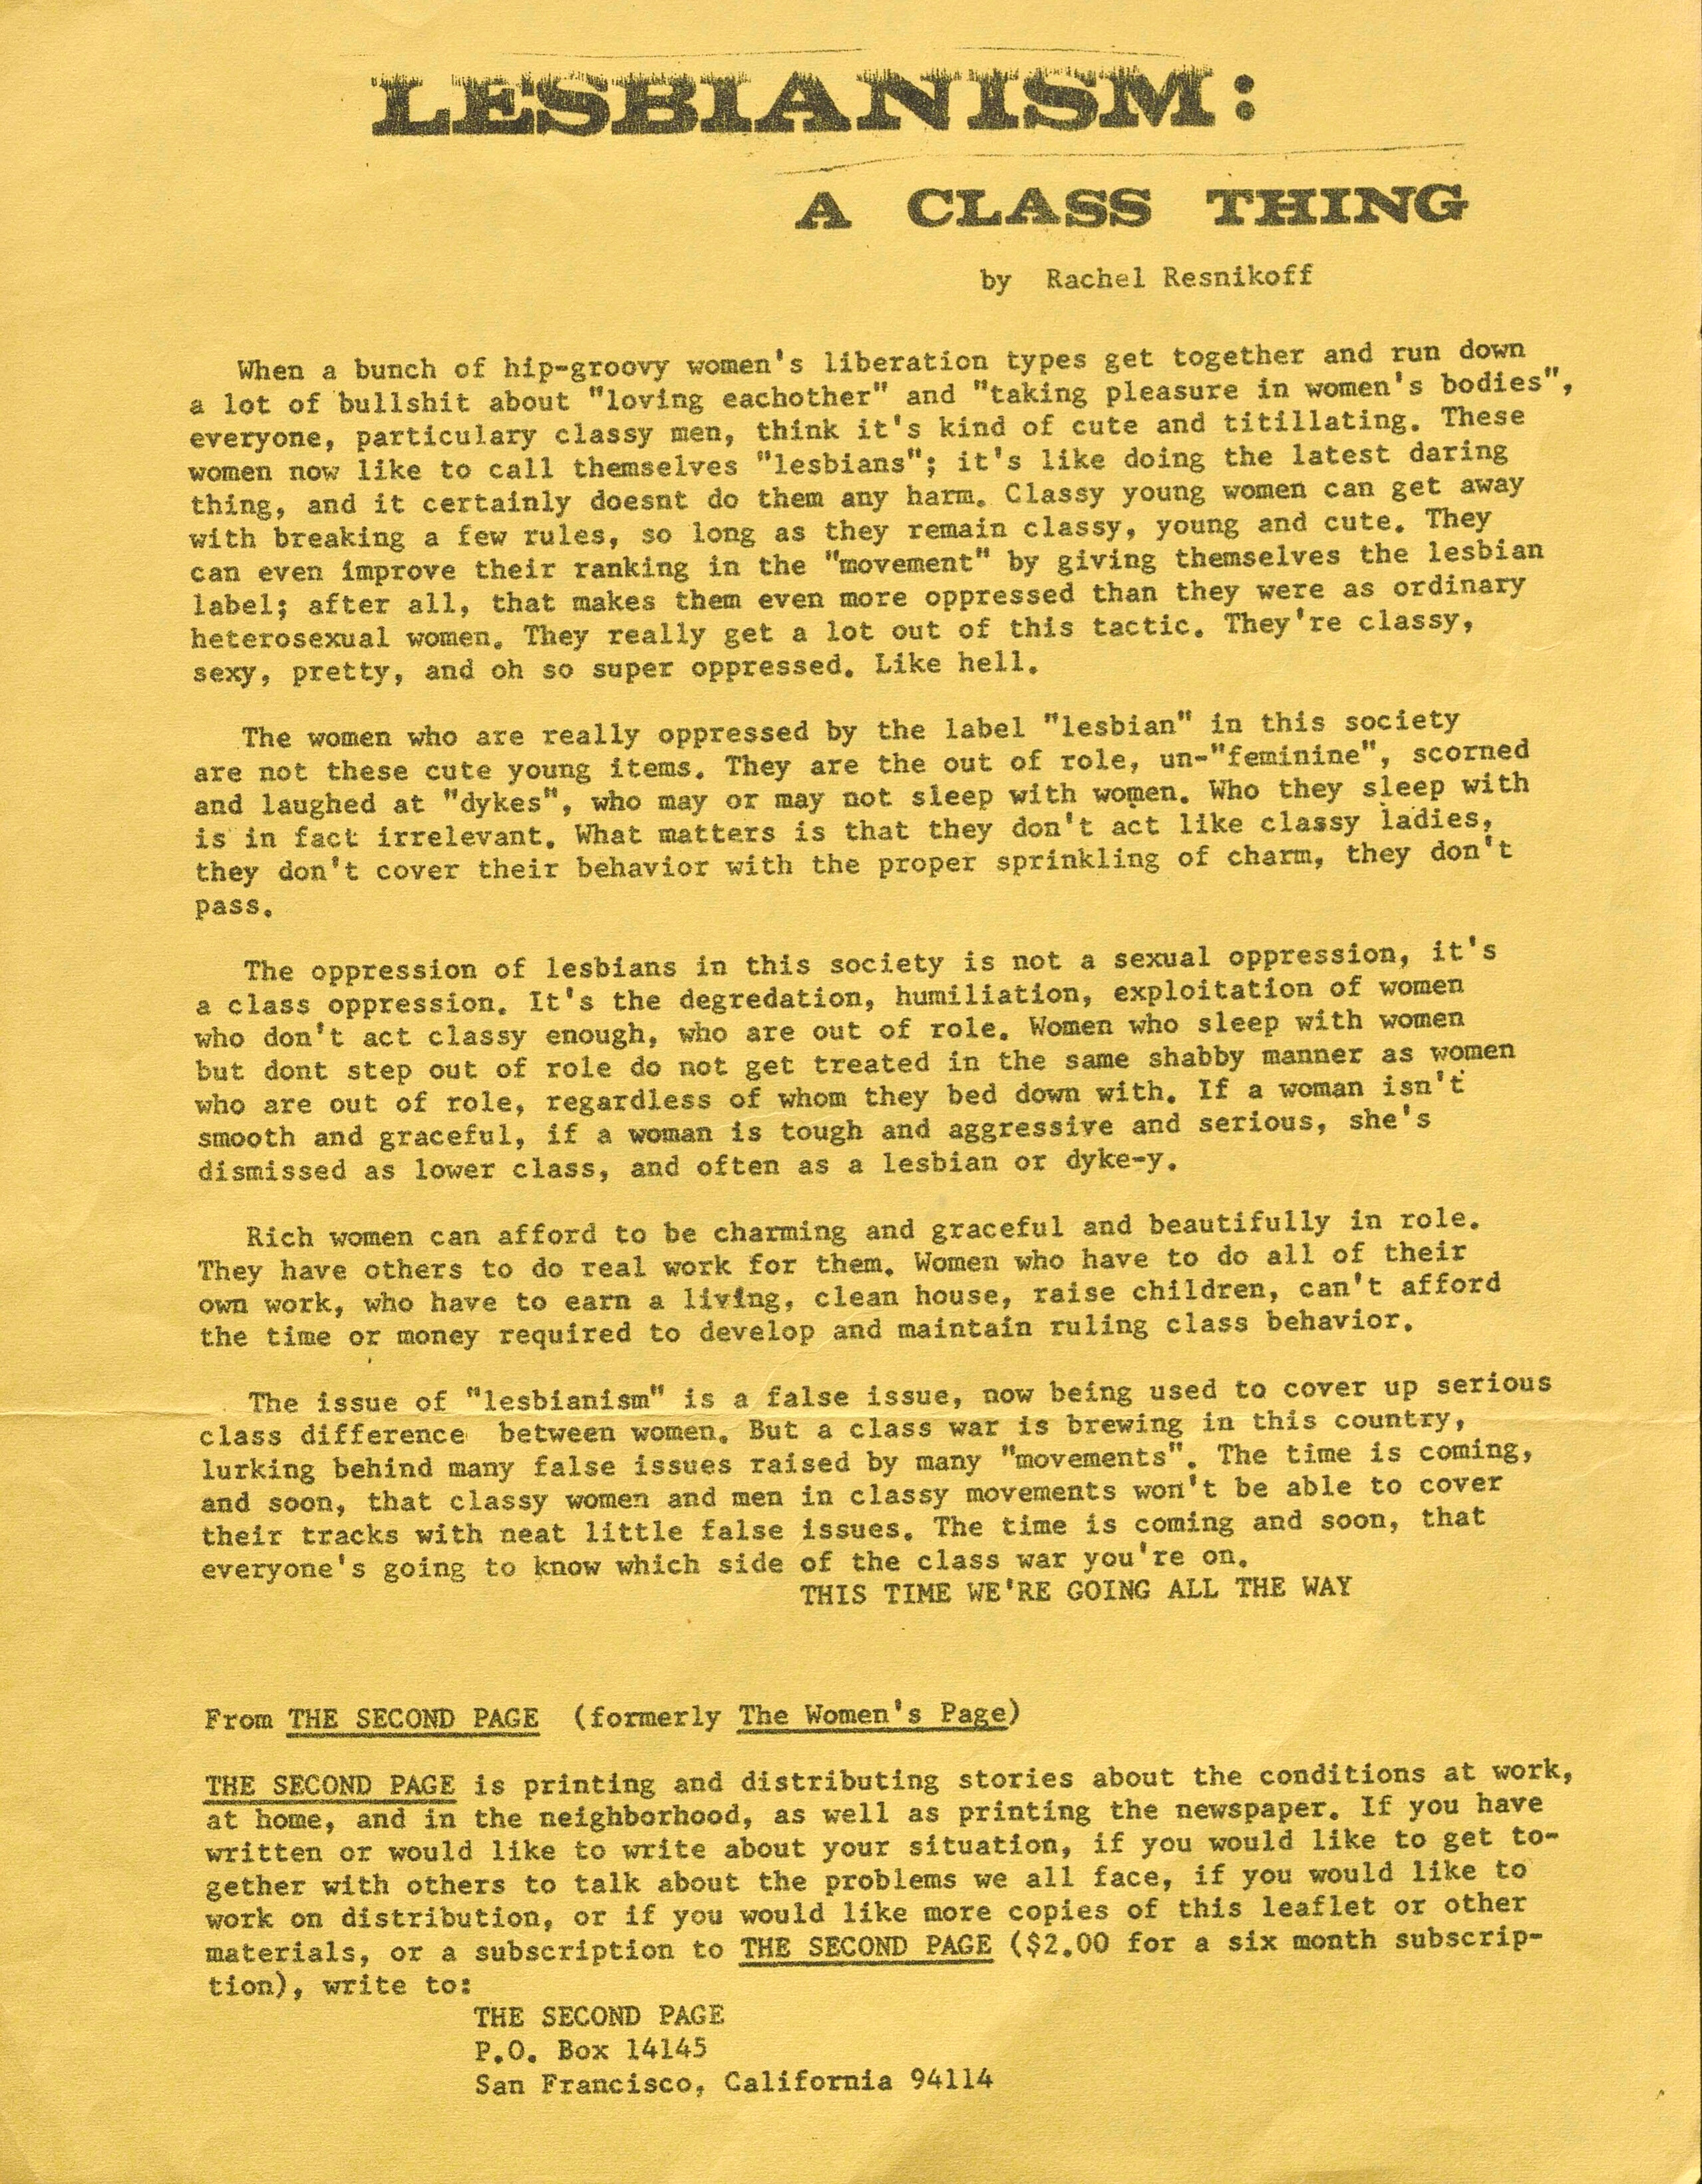 LESBIANISM:
A CLASS THING
by Rachel Resnikoff
When a bunch of hip-groovy women's liberation types get together and run down
a lot of bullshit about "loving eachother" and "taking pleasure in women's bodies",
everyone, particulary classy men, think it's kind of cute and titillating. These
women now like to call themselves "lesbians"; it's like doing the latest daring
thing, and it certainly doesnt do them any harm. Classy young women can get away
with breaking a few rules, so long as they remain classy, young and cute. They
can even improve their ranking in the "movement" by giving themselves the lesbian
label; after all, that makes them even more oppressed than they were as ordinary
heterosexual women. They really get a lot out of this tactic. They're classy,
sexy, pretty, and oh so super oppressed. Like hell.
The women who are really oppressed by the label "lesbian" in this society
are not these cute young items. They are the out of role, un-"feminine", scorned
and laughed at "dykes", who may or may not sleep with women. Who they sleep with
is in fact irrelevant. What matters is that they don't act like classy ladies,
they don't cover their behavior with the proper sprinkling of charm, they don't
pass.
The oppression of lesbians in this society is not a sexual oppression, it's
a class oppression. It's the degredation, humiliation, exploitation of women
who don't act classy enough, who are out of role. Women who sleep with women
but dont step out of role do not get treated in the same shabby manner as women
who are out of role, regardless of whom they bed down with. If a woman isn't
smooth and graceful, if a woman is tough and aggressive and serious, she's
dismissed as lower class, and often as a lesbian or dyke-y.
Rich women can afford to be charming and graceful and beautifully in role.
They have others to do real work for them. Women who have to do all of their
own work, who have to earn a living, clean house, raise children, can't afford
the time or money required to develop and maintain ruling class behavior.
The issue of "lesbianism" is a false issue, now being used to cover up serious
class difference between women. But a class war is brewing in this country,
lurking behind many false issues raised by many "movements". The time is coming,
and soon, that classy women and men in classy movements won't be able to cover
their tracks with neat little false issues. The time is coming and soon, that
everyone's going to know which side of the class war you're on.
THIS TIME WE'RE GOING ALL THE WAY
From THE SECOND PAGE (formerly The Women's Page)
THE SECOND PAGE is printing and distributing stories about the conditions at work,
at home, and in the neighborhood, as well as printing the newspaper. If you have
written or would like to write about your situation, if you would like to get to-
gether with others to talk about the problems we all face, if you would like to
work on distribution, or if you would like more copies of this leaflet or other
materials, or a subscription to THE SECOND PAGE ($2.00 for a six month subscrip-
tion), write to:
THE SECOND PAGE
P.O. Box 14145
San Francisco, California 94114